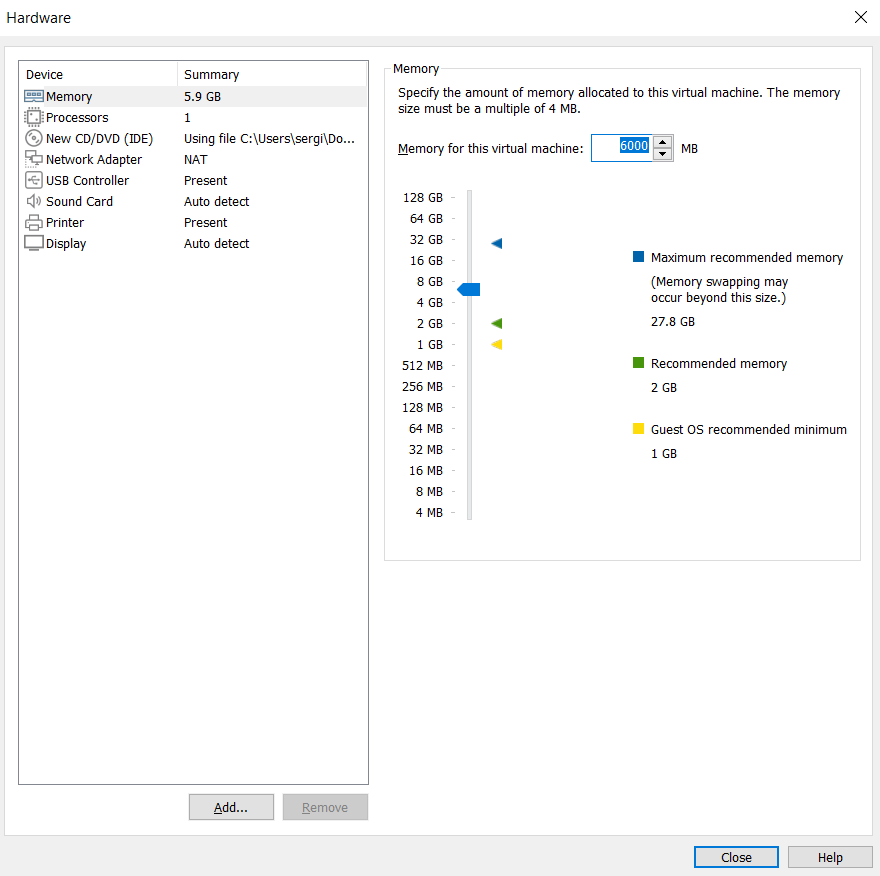 Hardware
Device Summary
Memory 5.9 GB
Processors 1
New CD/DVD (IDE) Using file C:\Users\sergi\Do...
Network Adapter NAT
USB Controller Present
Sound Card Auto detect
Printer Present
Display Auto detect
Add...
Remove
Memory
Specify the amount of memory allocated to this virtual machine. The memory
size must be a multiple of 4 MB.
Memory for this virtual machine: 6000 MB
128 GB
64 GB
32 GB
16 GB
8 GB
4 GB
2 GB
1 GB
512 MB
256 MB
128 MB
64 MB
32 MB
16 MB
8 MB
4 MB
Maximum recommended memory
(Memory swapping may
occur beyond this size.)
27.8 GB
Recommended memory
2 GB
Guest OS recommended minimum
1 GB
Close
Help